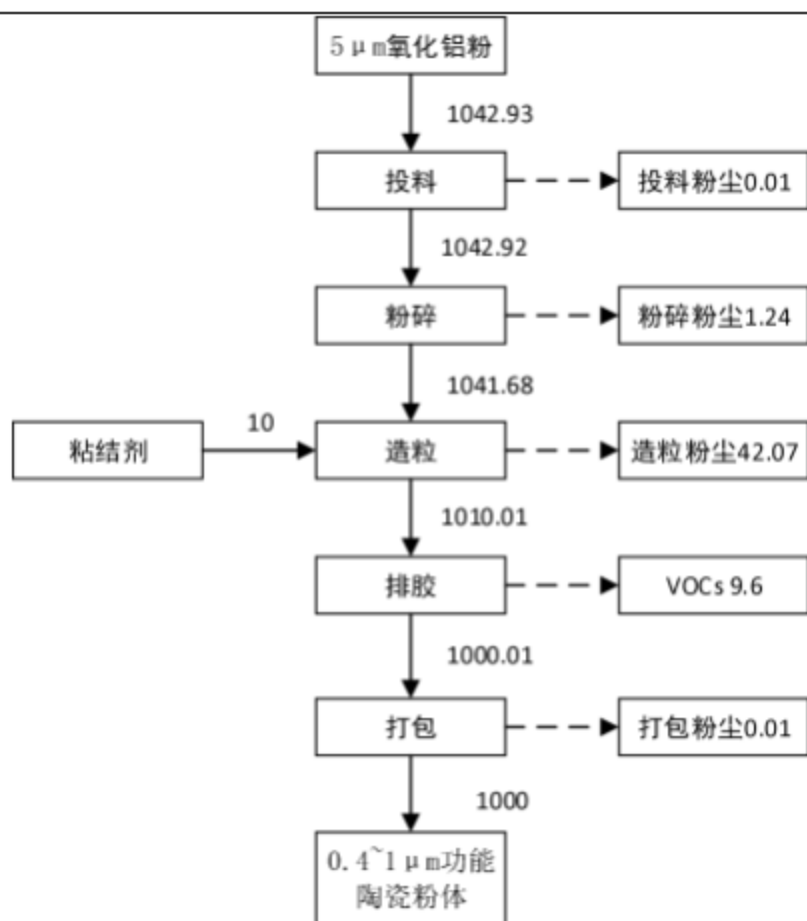 5μm氧化铝粉
1042.93
投料
投料粉尘0.01
1042.92
粉碎
粉碎粉尘1.24
1041.68
粘结剂
10
造粒
造粒粉尘42.07
1010.01
排胶
VOCs 9.6
1000.01
打包
打包粉尘0.01
1000
0.4~1μm功能
陶瓷粉体